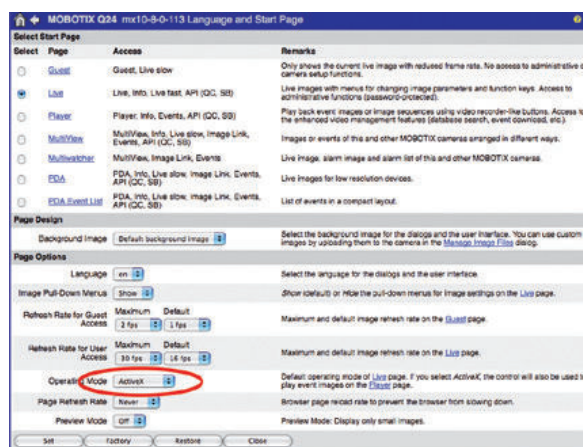 MOBOTIX Q24 mx10-8-0-113 Language and Start Page
Select Start Page
Select Page Access Remarks
Guest Guest, Live slow Only shows the current live image with reduced frame rate. No access to administrative or
camera setup functions.
Live Live, Info, Live fast, API (QC, SB) Live images with menus for changing image parameters and function keys. Access to
administrative functions (password-protected).
Player Player, Info, Events, API (QC, SB) Play back event images or image sequences using video recorder-like buttons. Access to
the enhanced video management features (database search, event download, etc.).
MultiView MultiView, Info, Live slow, Image Link,
Events, API (QC, SB) Images or events of this and other MOBOTIX cameras arranged in different ways.
Multiwatcher MultiView, Image Link, Events Live image, alarm image and alarm list of this and other MOBOTIX cameras.
PDA PDA, Info, Live slow, Image Link, Events,
API (QC, SB) Live images for low resolution devices.
PDA Event List PDA, Info, Live slow, Image Link, Events,
API (QC, SB) List of events in a compact layout.
Page Design
Background Image Default background image Select the background image for the dialogs and the user interface. You can use custom
images by uploading them to the camera in the Manage Image Files dialog.
Page Options
Language en Select the language for the dialogs and the user interface.
Image Pull-Down Menus Show Show (default) or Hide the pull-down menus for image settings on the Live page.
Refresh Rate for Guest Access Maximum Default
2 fps 1 fps Maximum and default image refresh rate on the Guest page.
Refresh Rate for User Access Maximum Default
30 fps 16 fps Maximum and default image refresh rate on the Live page.
Operating Mode ActiveX Default operating mode of Live page. If you select ActiveX, the control will also be used to
play event images on the Player page.
Page Refresh Rate Never Browser page reload rate to prevent the browser from slowing down.
Preview Mode Off Preview Mode: Display only small images.
Set Factory Restore Close